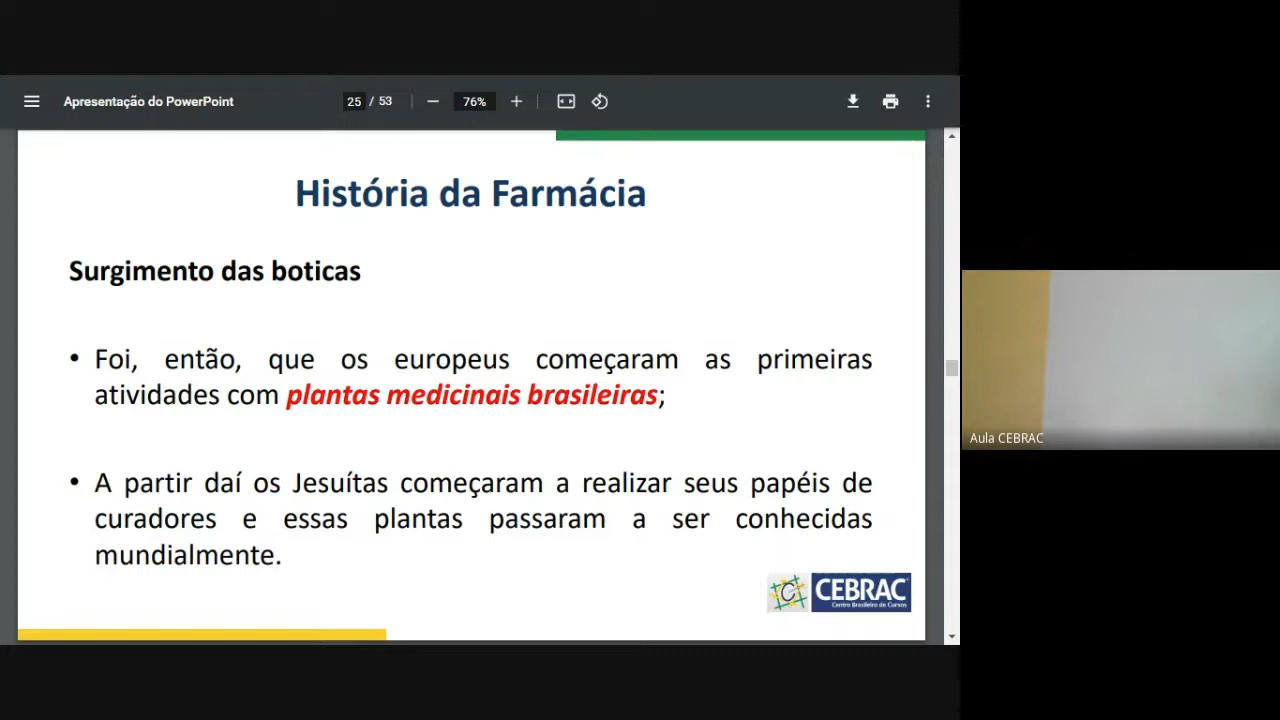 Apresentação do PowerPoint
25 / 53
76%
História da Farmácia
Surgimento das boticas
• Foi, então, que os europeus começaram as primeiras
atividades com plantas medicinais brasileiras;
• A partir daí os Jesuítas começaram a realizar seus papéis de
curadores e essas plantas passaram a ser conhecidas
mundialmente.
C CEBRAC
Centro Brasileiro de Cursos
Aula CEBRAC